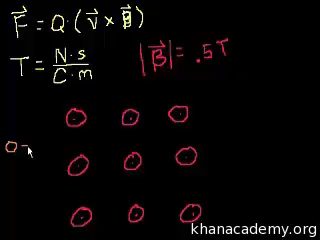 F⃗ = Q · (v⃗ × B⃗)
T = N·s / C·m
|B⃗| = .5T
khanacademy.org